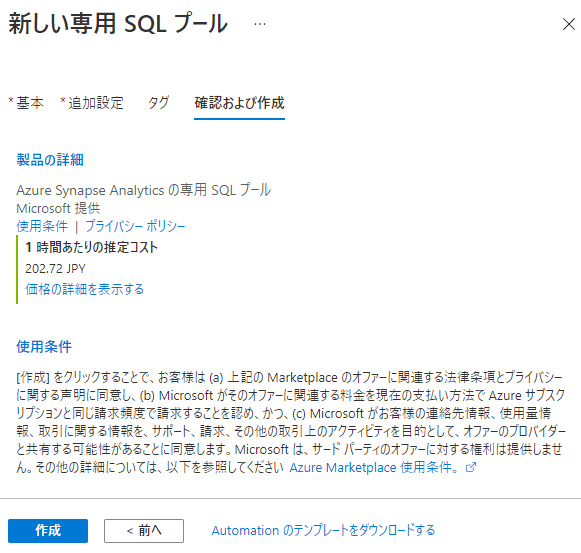 新しい専用 SQL プール ...
* 基本 * 追加設定 タグ 確認および作成
製品の詳細
Azure Synapse Analytics の専用 SQL プール
Microsoft 提供
使用条件 | プライバシー ポリシー
1 時間あたりの推定コスト
202.72 JPY
価格の詳細を表示する
使用条件
[作成] をクリックすることで、お客様は (a) 上記の Marketplace のオファーに関連する法律条項とプライバシー
に関する声明に同意し、(b) Microsoft がそのオファーに関連する料金を現在の支払い方法で Azure サブスク
リプションと同じ請求頻度で請求することを認め、かつ、(c) Microsoft がお客様の連絡先情報、使用量情
報、取引に関する情報を、サポート、請求、その他の取引上のアクティビティを目的として、オファーのプロバイダー
と共有する可能性があることに同意します。Microsoft は、サード パーティのオファーに対する権利は提供しませ
ん。その他の詳細については、以下を参照してください Azure Marketplace 使用条件。
作成 < 前へ Automation のテンプレートをダウンロードする